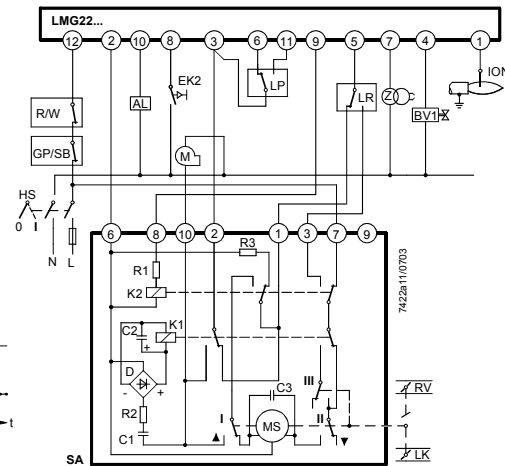 LMG22...
12 2 10 8 3 6 11 9 5 7 4 1
ION
EK2
LP
LR
Z
R/W
AL
BV1
GP/SB
M
HS
0 I
N L
6 8 10 2 1 3 7 9
R3
R1
K2
7422a11/0703
C2
K1
+
D
- +
C3
III
RV
R2
I
MS
II
t
C1
SA
LK